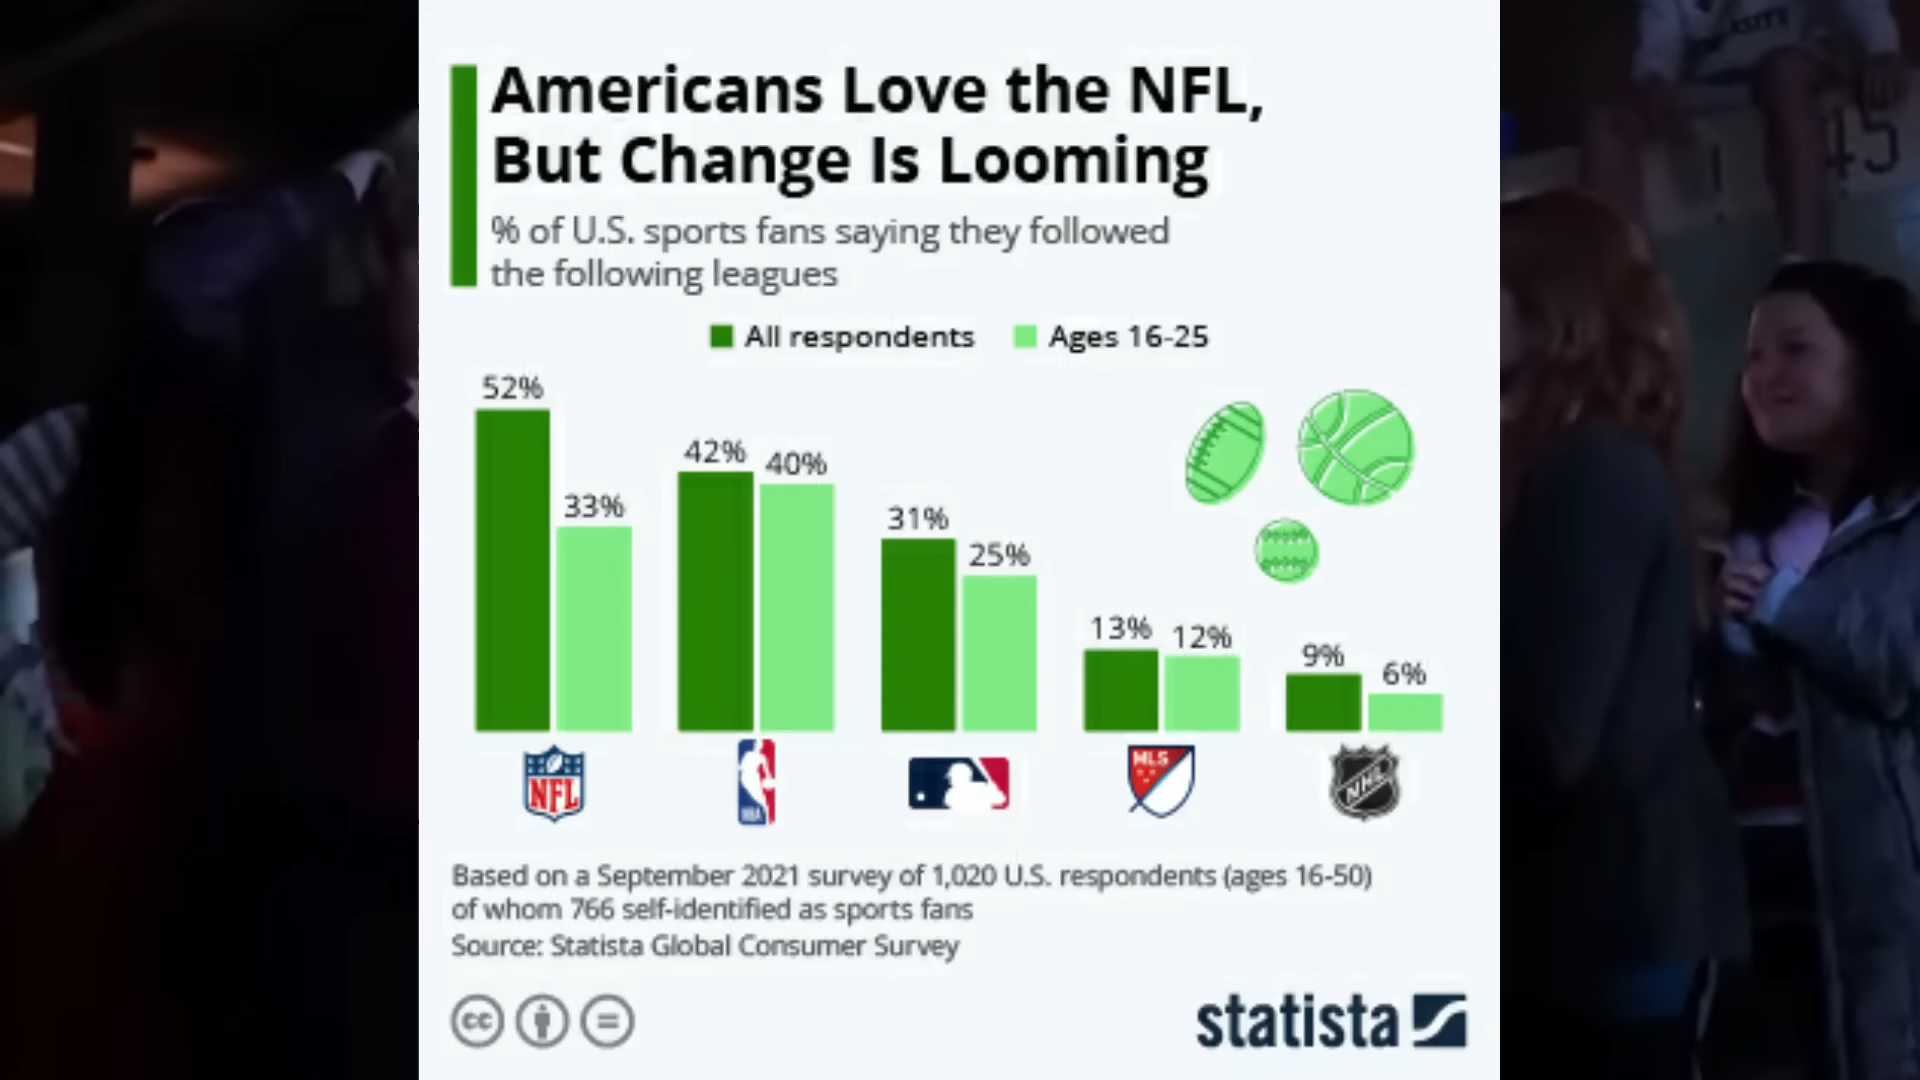 Americans Love the NFL,
But Change Is Looming
% of U.S. sports fans saying they followed
the following leagues
All respondents
Ages 16-25
52%
33%
42%
40%
31%
25%
13%
12%
9%
6%
NFL
NBA
MLS
NHL
Based on a September 2021 survey of 1,020 U.S. respondents (ages 16-50)
of whom 766 self-identified as sports fans
Source: Statista Global Consumer Survey
cc
statista
45